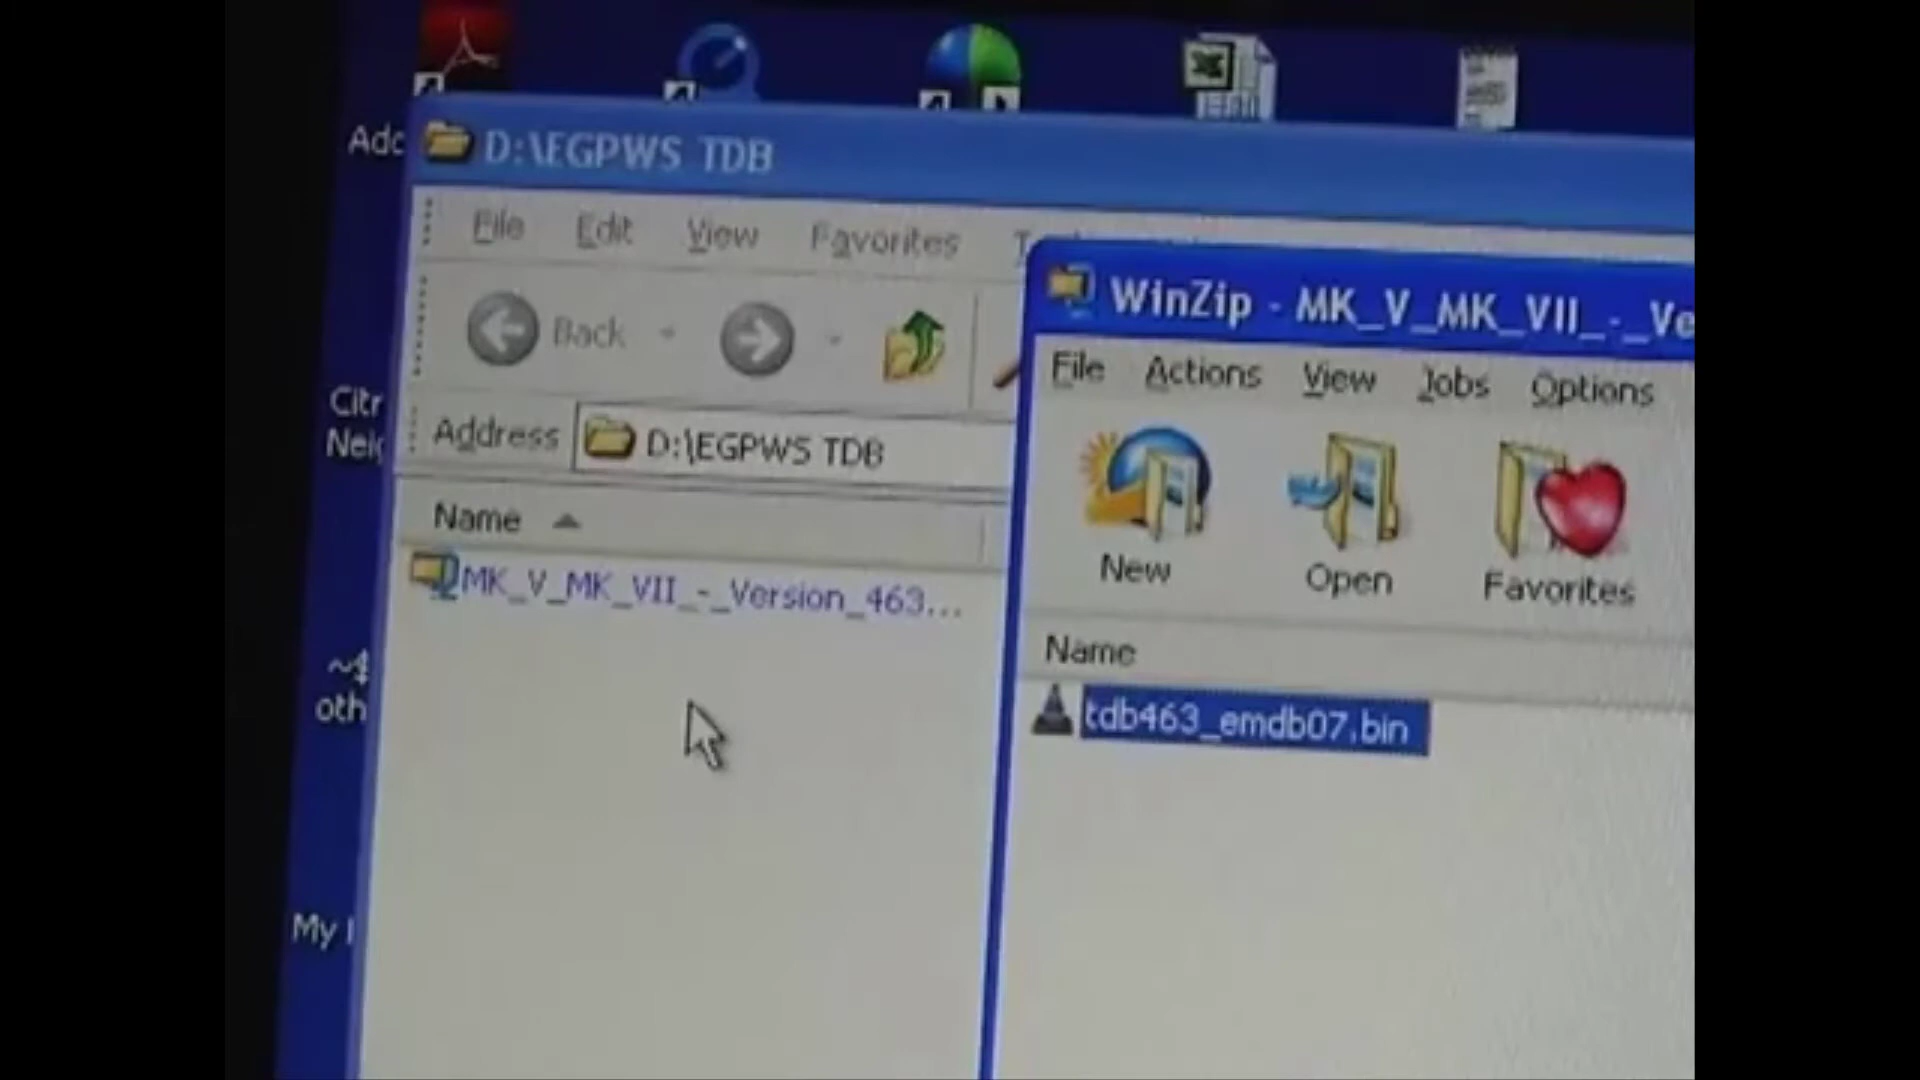 Adc
D:\EGPWS TDB
File Edit View Favorites
Back
Address D:\EGPWS TDB
Name
MK_V_MK_VII_-_Version_463...
WinZip - MK_V_MK_VII_-_Ve
File Actions View Jobs Options
New Open Favorites
Name
tdb463_emdb07.bin
Citr
Neig
~$
oth
My